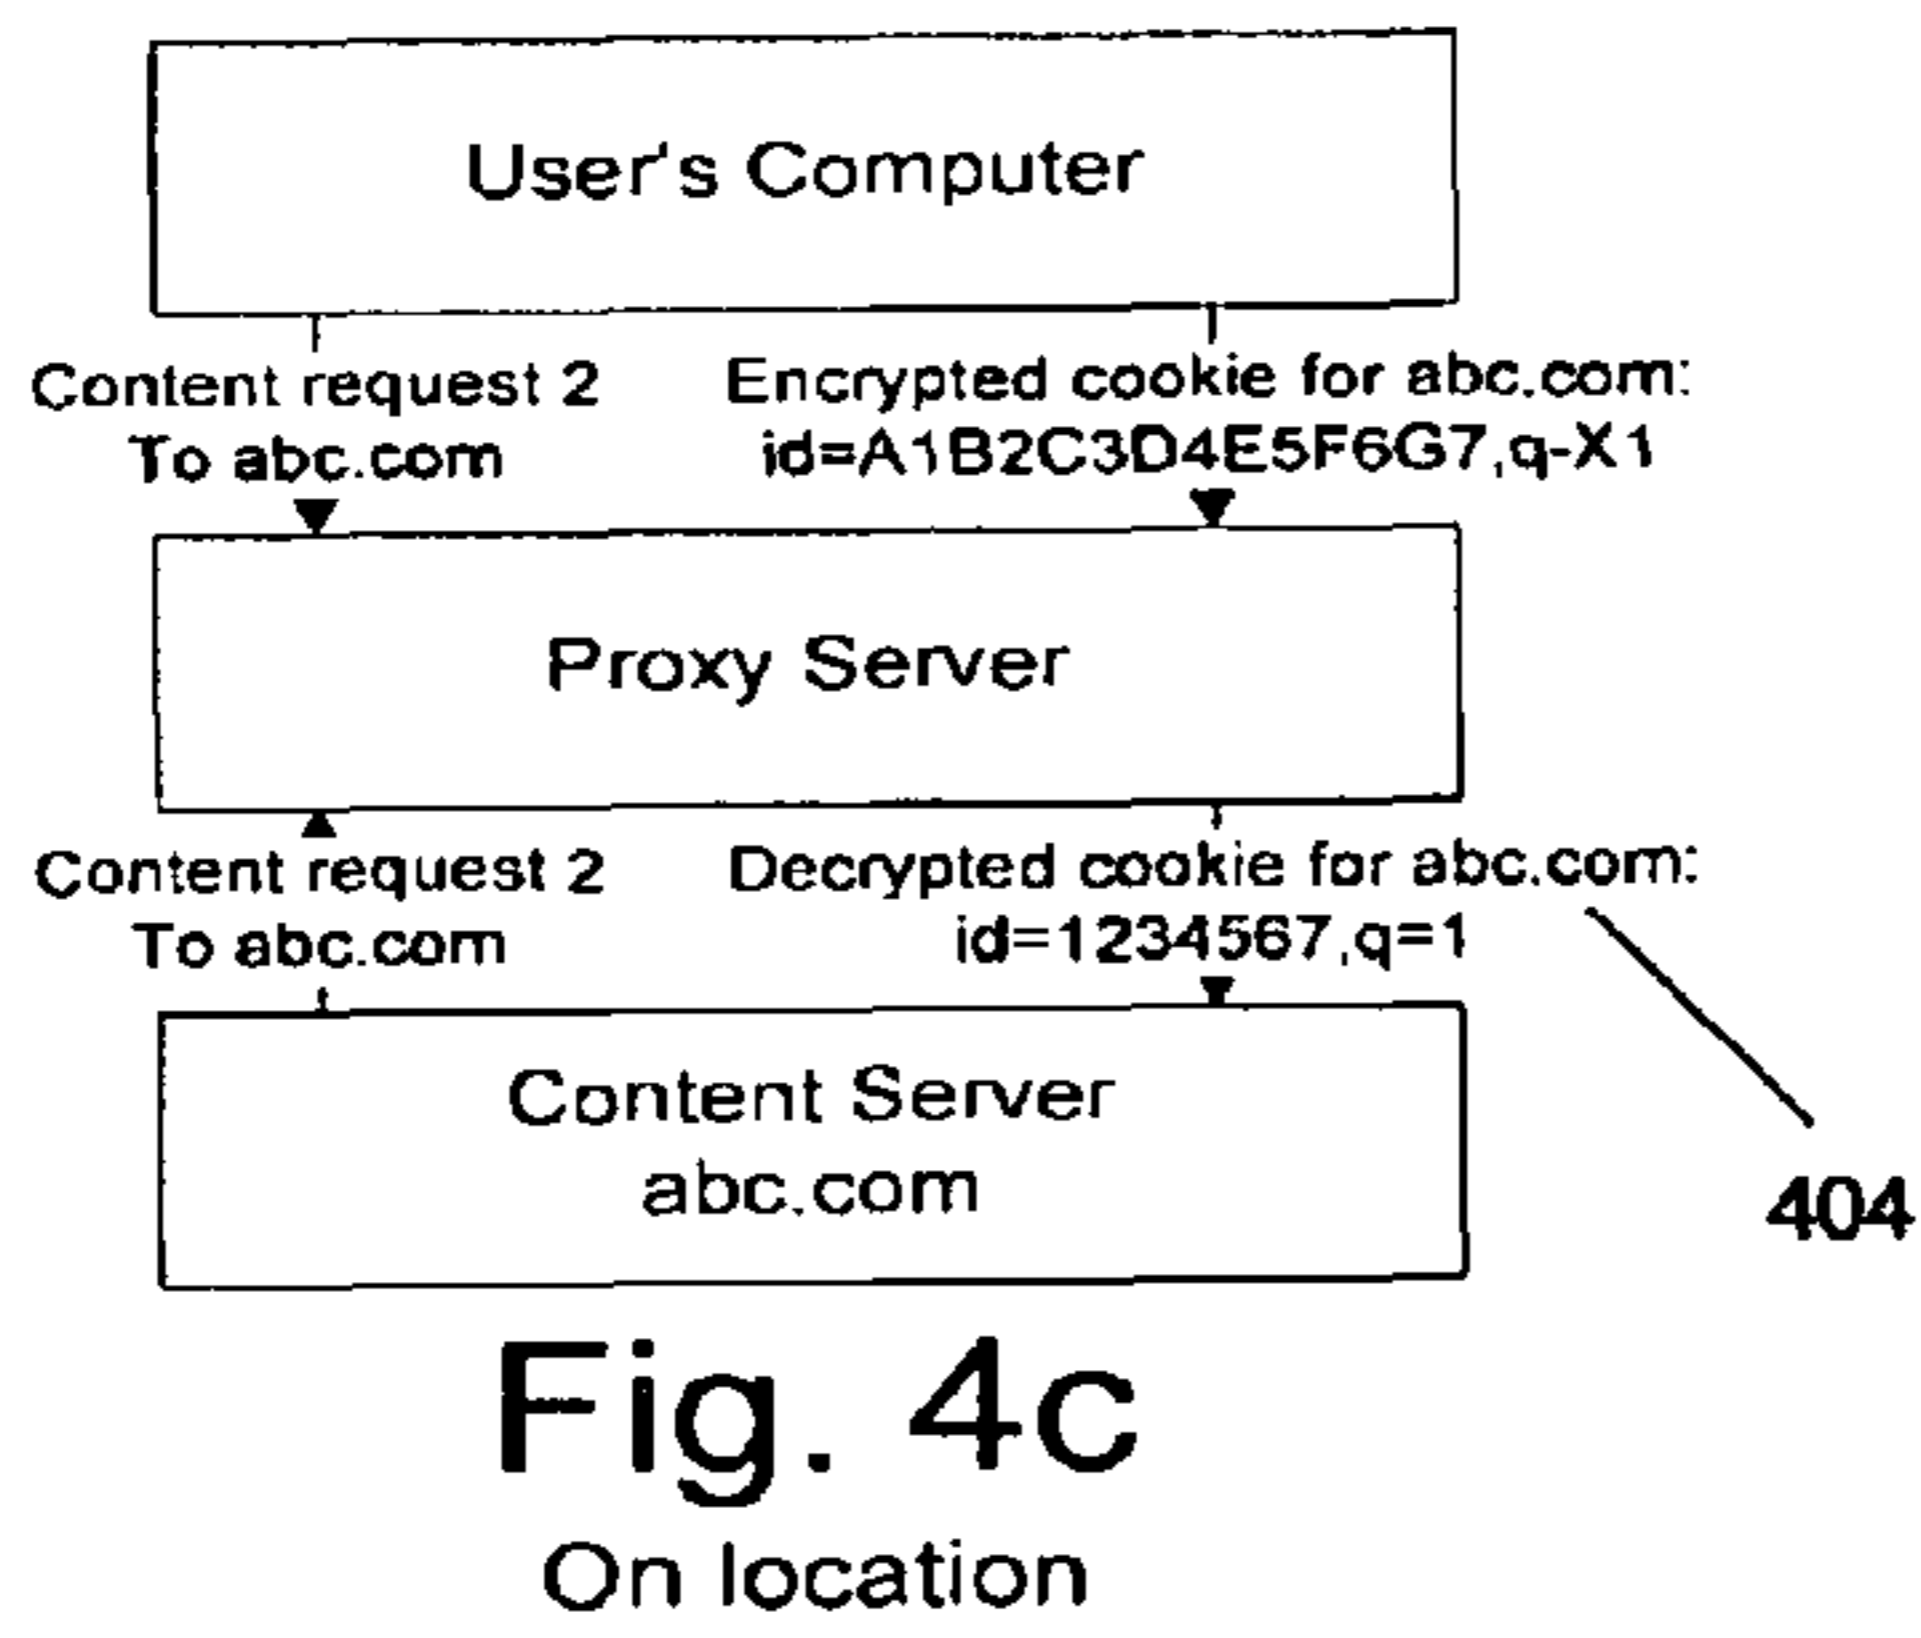 User's Computer
Content request 2
To abc.com
Encrypted cookie for abc.com:
id=A1B2C3D4E5F6G7,q-X1
Proxy Server
Content request 2
To abc.com
Decrypted cookie for abc.com:
id=1234567,q=1
Content Server
abc.com
404
Fig. 4c
On location